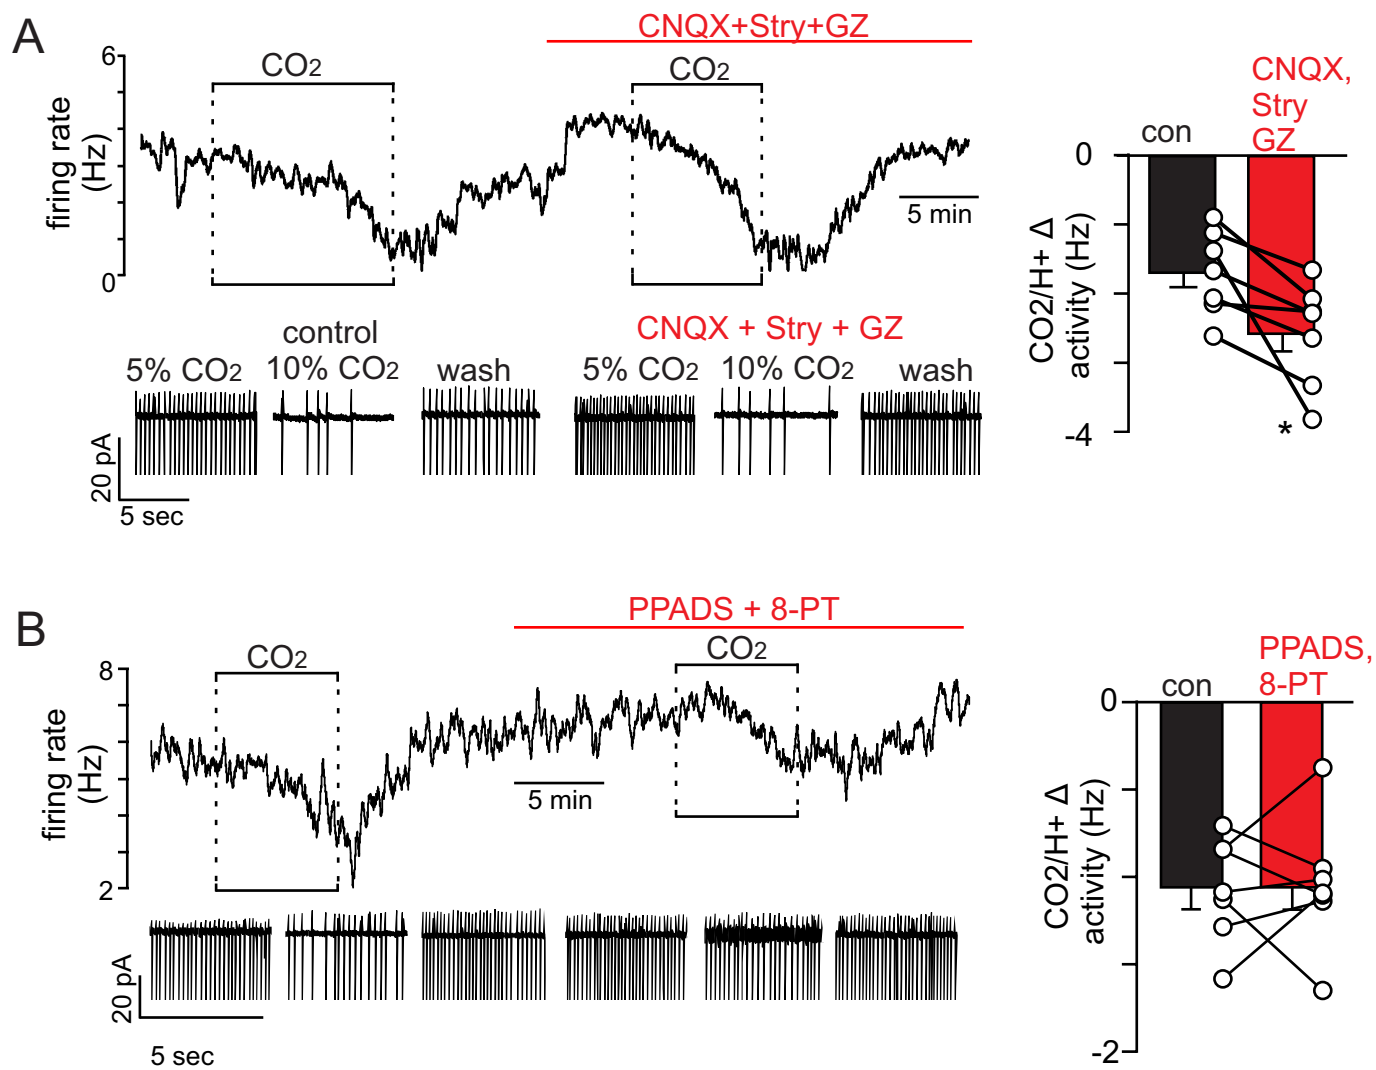 A
CNQX+Stry+GZ
6
CO2
CO2
firing rate
(Hz)
0
5 min
CNQX,
Stry
GZ
con
0
CO2/H+ Δ
activity (Hz)
-4
*
control
CNQX + Stry + GZ
5% CO2
10% CO2
wash
5% CO2
10% CO2
wash
20 pA
5 sec
B
PPADS + 8-PT
8
CO2
CO2
firing rate
(Hz)
2
5 min
20 pA
5 sec
PPADS,
8-PT
con
0
CO2/H+ Δ
activity (Hz)
-2